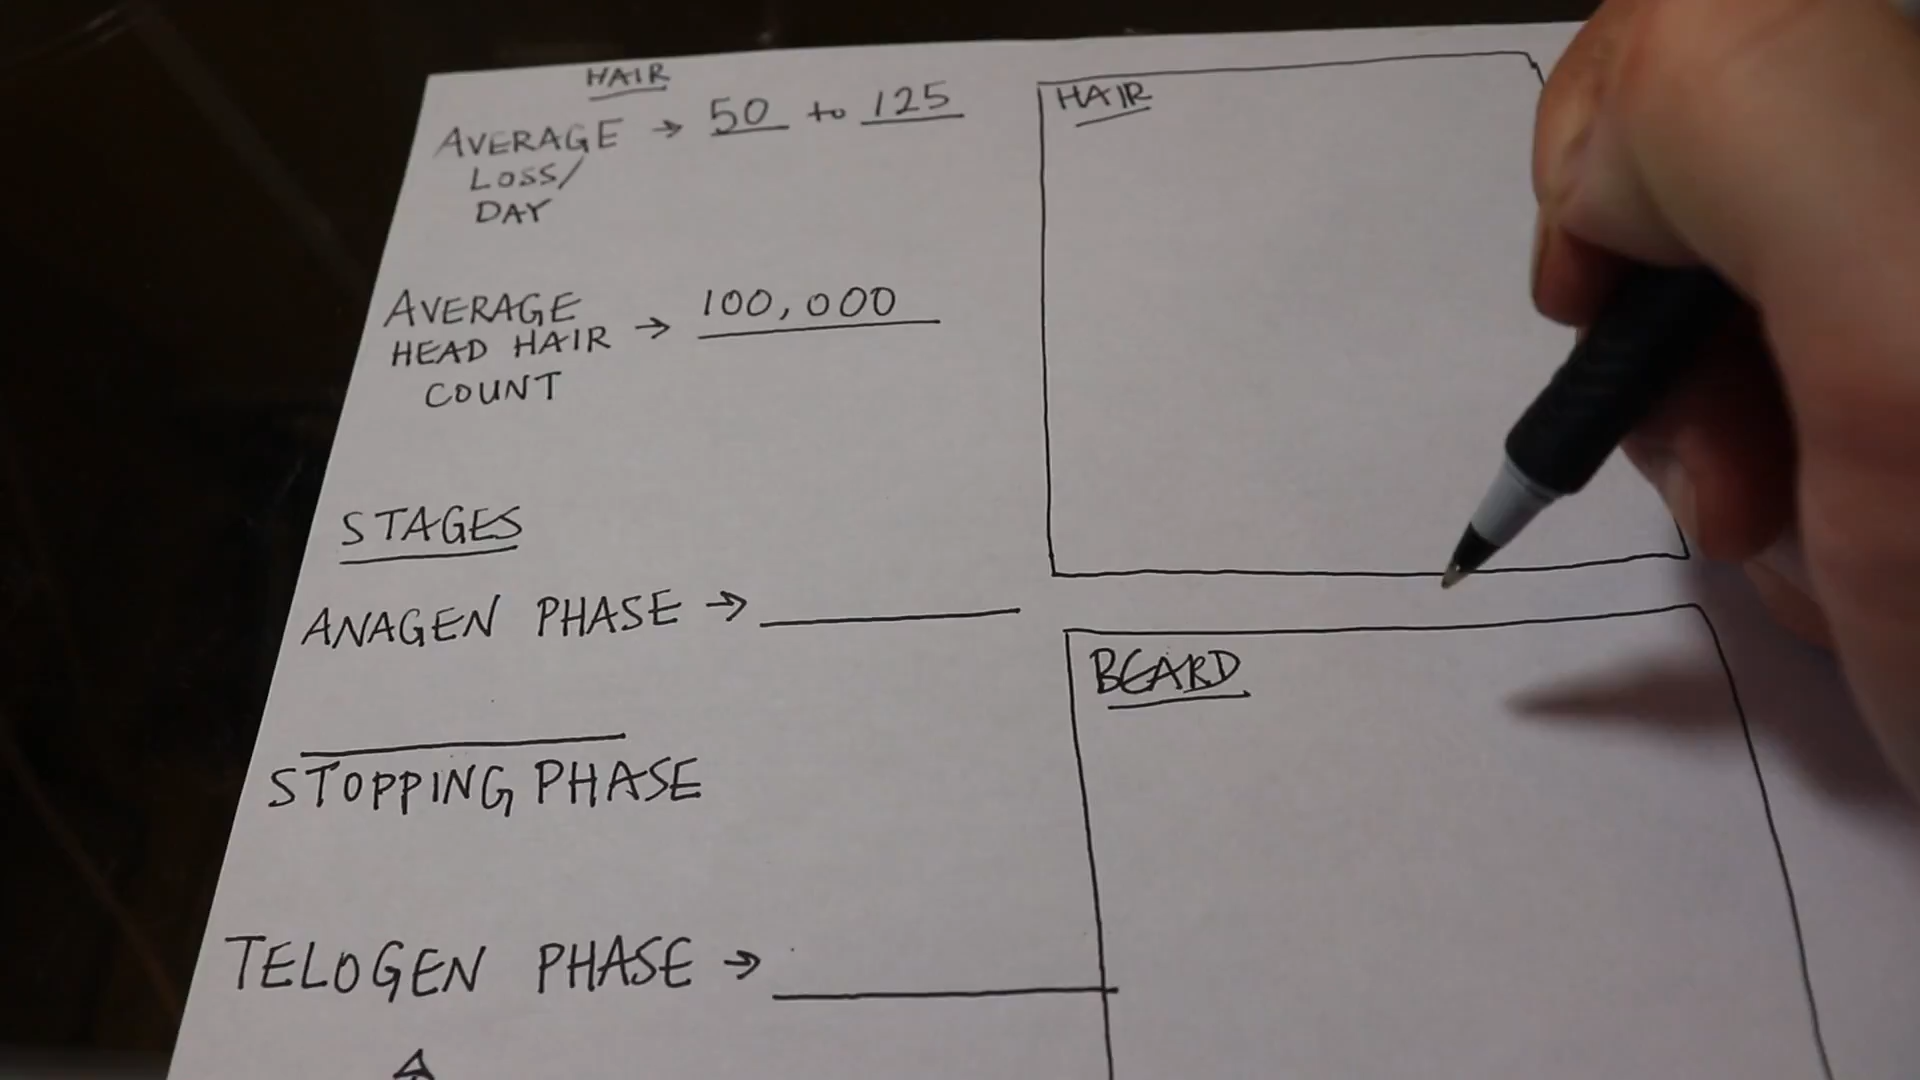 HAIR
AVERAGE → 50 to 125
LOSS/
DAY
AVERAGE
HEAD HAIR → 100,000
COUNT
STAGES
ANAGEN PHASE →
STOPPING PHASE
TELOGEN PHASE →
HAIR
BEARD